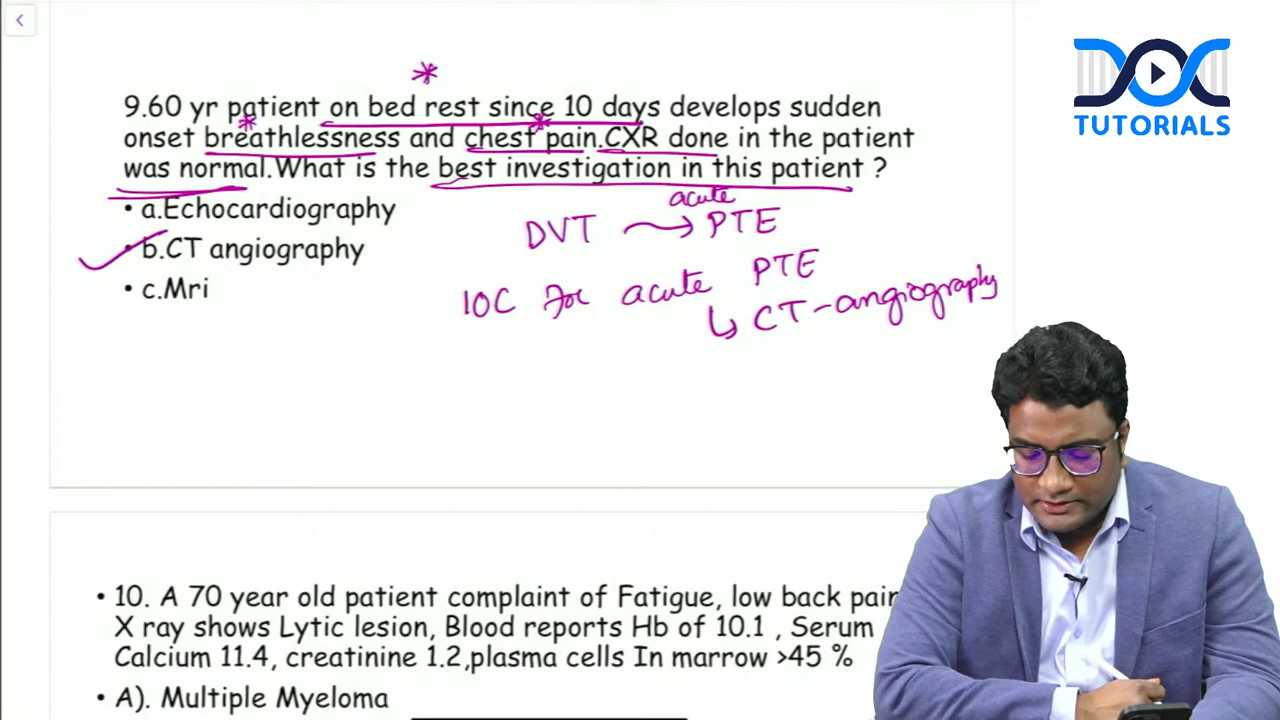 DOC
TUTORIALS
9.60 yr patient on bed rest since 10 days develops sudden
onset breathlessness and chest pain.CXR done in the patient
was normal.What is the best investigation in this patient ?
• a.Echocardiography
• b.CT angiography
• c.Mri
acute
DVT → PTE
IOC for acute PTE
↳ CT-angiography
• 10. A 70 year old patient complaint of Fatigue, low back pain
X ray shows Lytic lesion, Blood reports Hb of 10.1 , Serum
Calcium 11.4, creatinine 1.2,plasma cells In marrow >45 %
• A). Multiple Myeloma